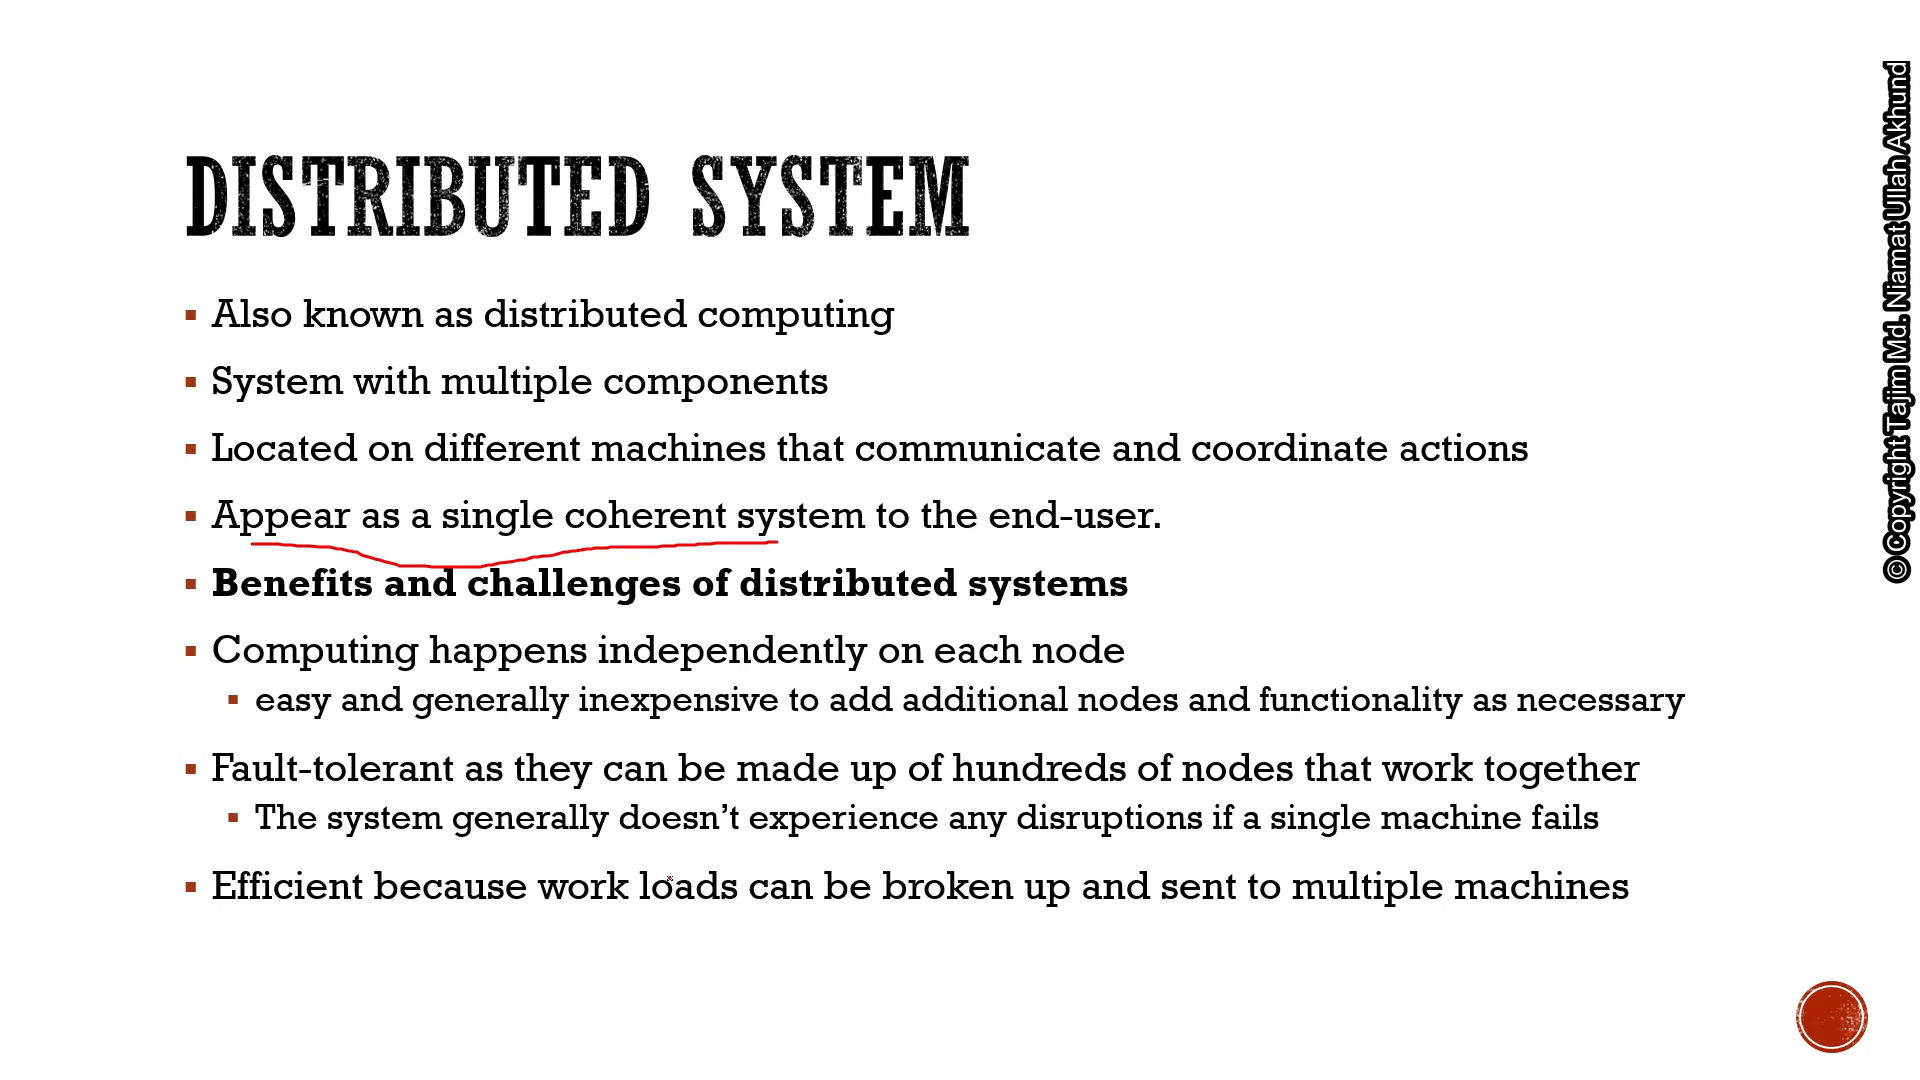 DISTRIBUTED SYSTEM
Also known as distributed computing
System with multiple components
Located on different machines that communicate and coordinate actions
Appear as a single coherent system to the end-user.
Benefits and challenges of distributed systems
Computing happens independently on each node
easy and generally inexpensive to add additional nodes and functionality as necessary
Fault-tolerant as they can be made up of hundreds of nodes that work together
The system generally doesn’t experience any disruptions if a single machine fails
Efficient because work loads can be broken up and sent to multiple machines
© Copyright Tajim Md. Niamat Ullah Akhund